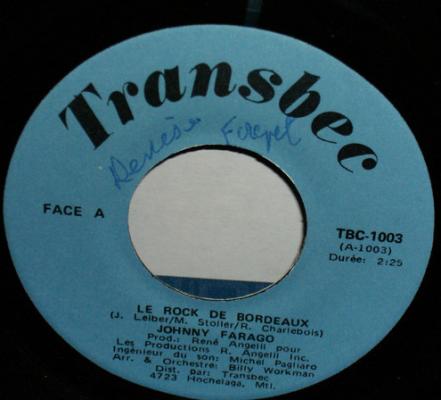 Transbec
FACE A
TBC-1003
(A-1003)
Durée: 2:25
LE ROCK DE BORDEAUX
(J. Leiber/M. Stoller/R. Charlebois)
JOHNNY FARAGO
Prod.: René Angelil pour
Les Productions R. Angelil Inc.
Ingénieur du son: Michel Pagliaro
Arr. & Orchestre: Billy Workman
Dist. par: Transbec
4723 Hochelaga, Mtl.